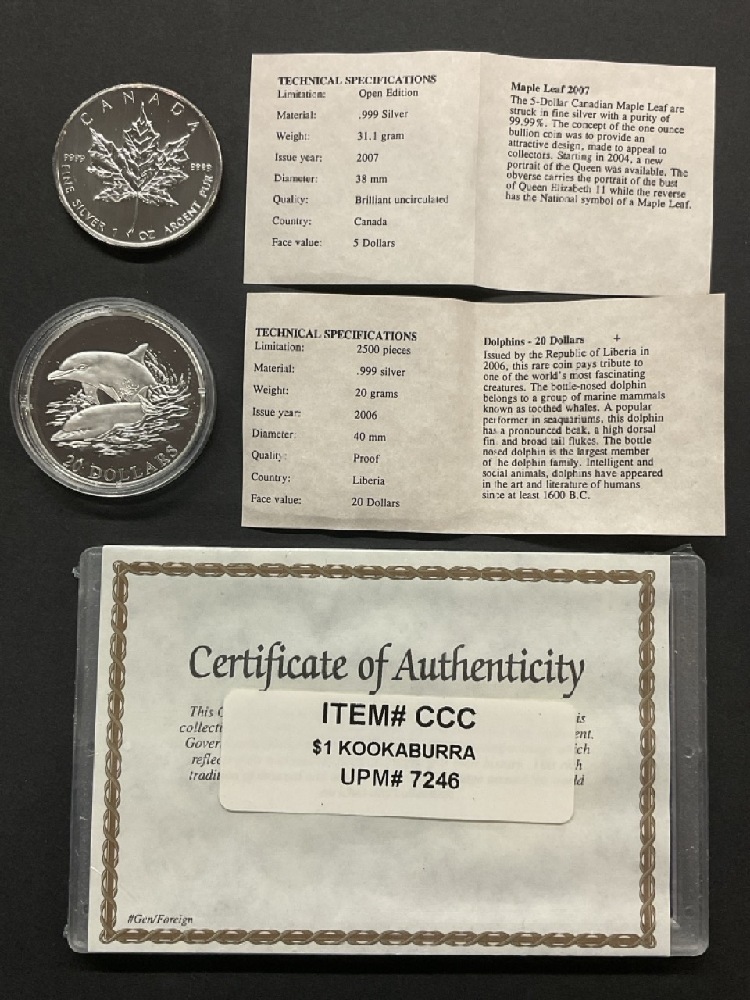 CANADA
9999 9999
FINE SILVER 1 OZ ARGENT PUR
TECHNICAL SPECIFICATIONS
Limitation: Open Edition
Material: .999 Silver
Weight: 31.1 gram
Issue year: 2007
Diameter: 38 mm
Quality: Brilliant uncirculated
Country: Canada
Face value: 5 Dollars
Maple Leaf 2007
The 5-Dollar Canadian Maple Leaf are
struck in fine silver with a purity of
99.99%. The concept of the one ounce
bullion coin was to provide an
attractive design, made to appeal to
collectors. Starting in 2004, a new
portrait of the Queen was available. The
obverse carries the portrait of the bust
of Queen Elizabeth 11 while the reverse
has the National symbol of a Maple Leaf.
20 DOLLARS
TECHNICAL SPECIFICATIONS
Limitation: 2500 pieces
Material: .999 silver
Weight: 20 grams
Issue year: 2006
Diameter: 40 mm
Quality: Proof
Country: Liberia
Face value: 20 Dollars
Dolphins - 20 Dollars +
Issued by the Republic of Liberia in
2006, this rare coin pays tribute to
one of the world's most fascinating
creatures. The bottle-nosed dolphin
belongs to a group of marine mammals
known as toothed whales. A popular
performer in seaquariums, this dolphin
has a pronounced beak, a high dorsal
fin, and broad tail flukes. The bottle
nosed dolphin is the largest member
of the dolphin family. Intelligent and
social animals, dolphins have appeared
in the art and literature of humans
since at least 1600 B.C.
Certificate of Authenticity
This
collecti
Gover
reflec
tradit
is
ent.
ich
h
ld
ITEM# CCC
$1 KOOKABURRA
UPM# 7246
#Gen/Foreign